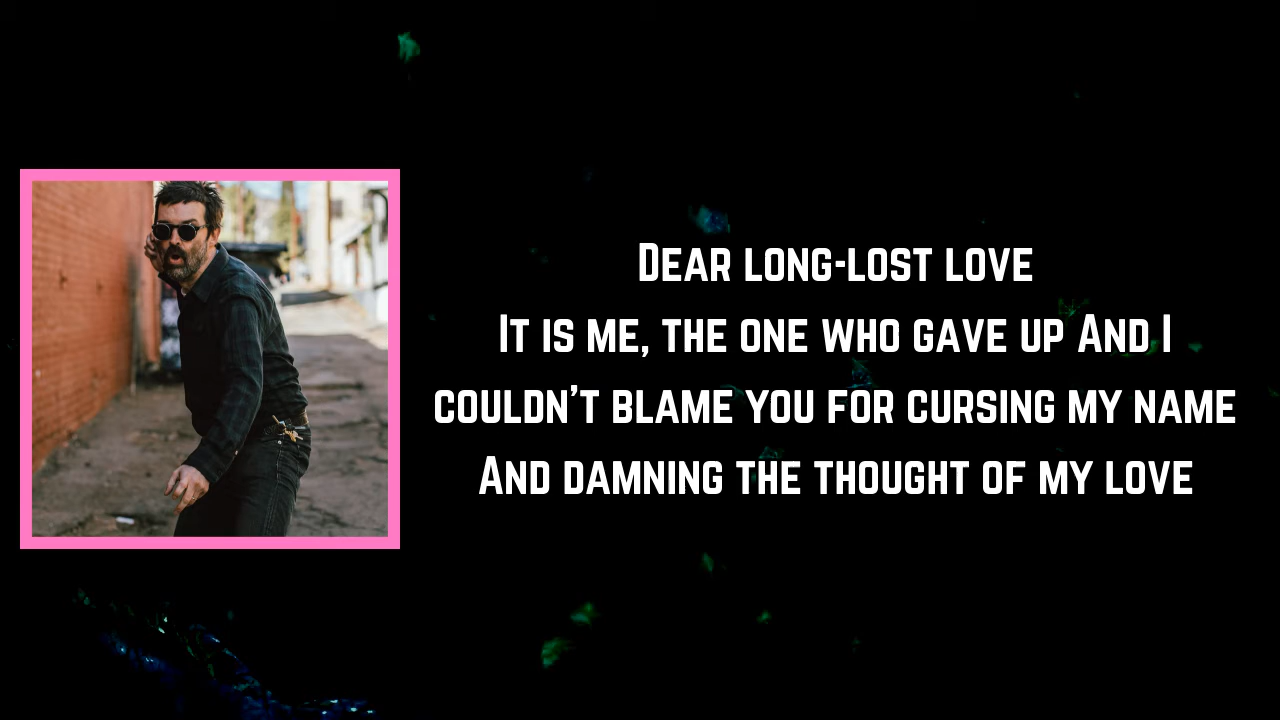 Dear long-lost love
It is me, the one who gave up And I
couldn't blame you for cursing my name
And damning the thought of my love